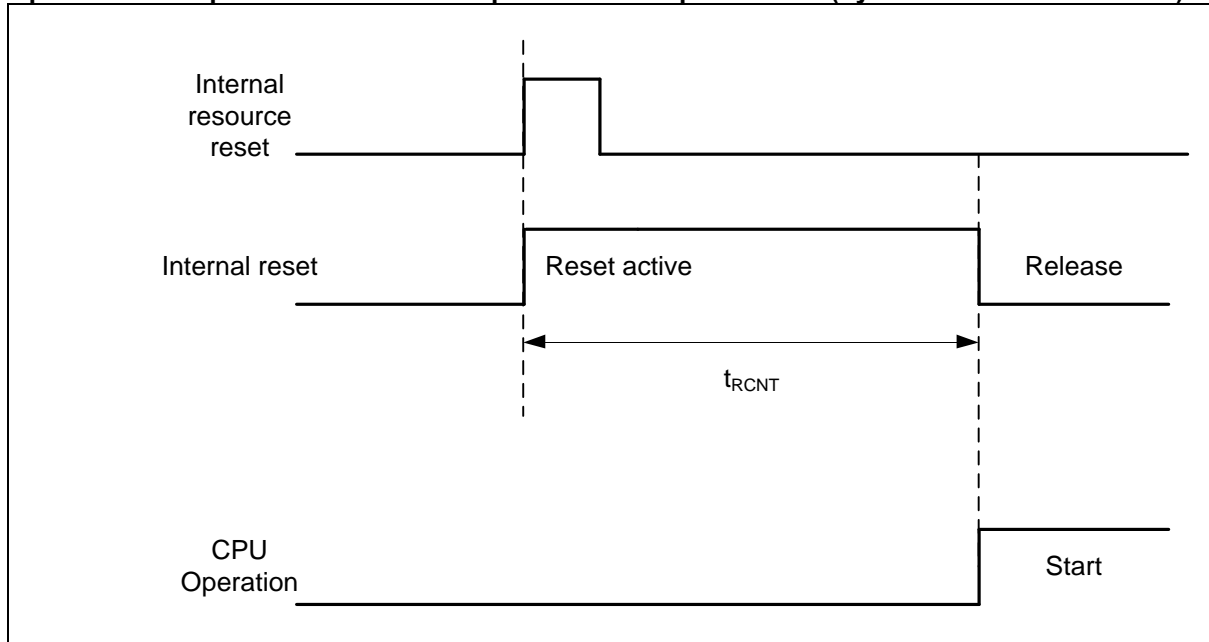 Internal
resource
reset
Internal reset
Reset active
Release
tRCNT
CPU
Operation
Start